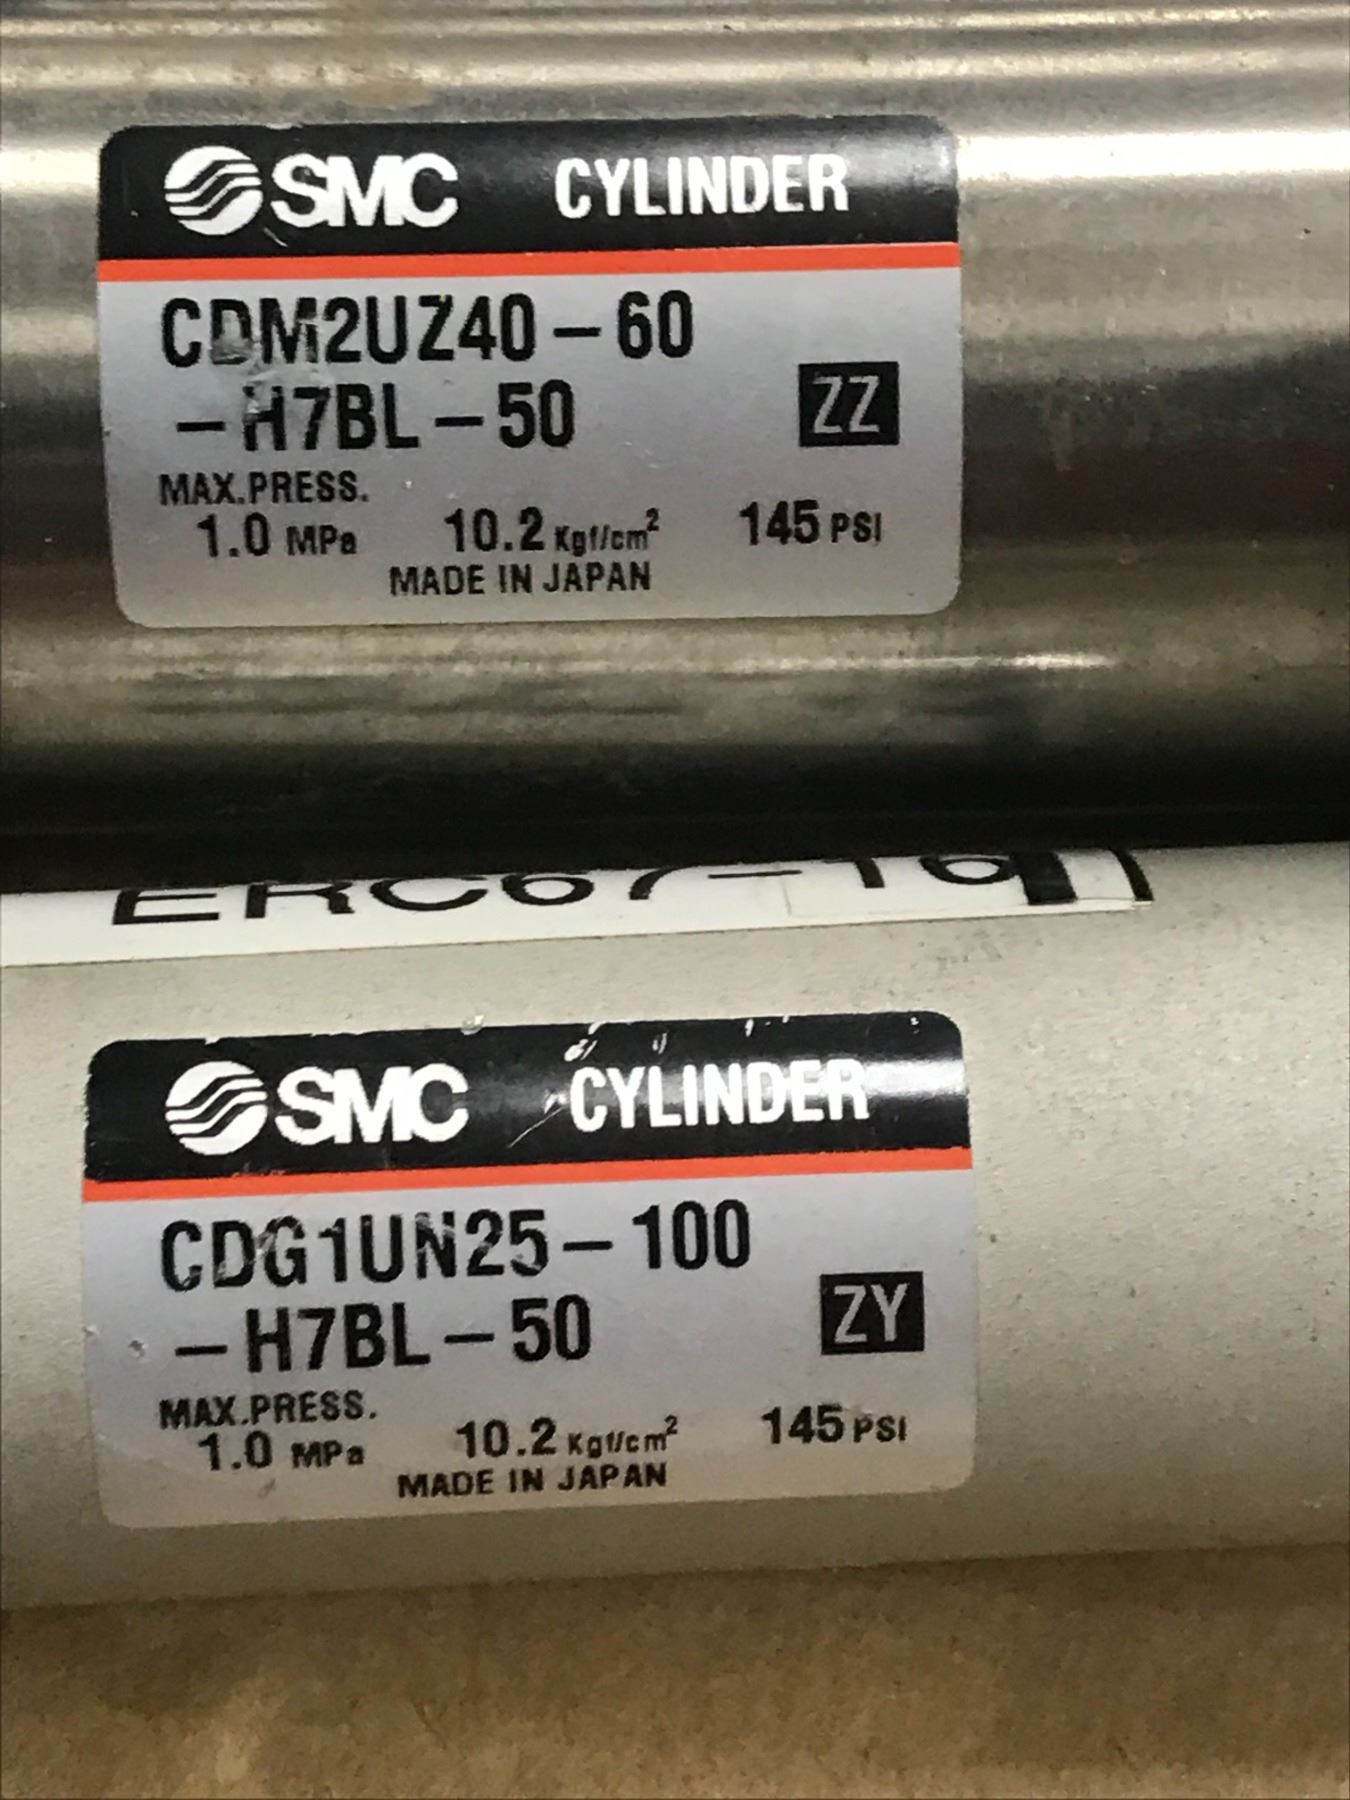 SMC CYLINDER
CDM2UZ40-60
-H7BL-50 ZZ
MAX.PRESS.
1.0 MPa 10.2 Kgf/cm² 145 PSI
MADE IN JAPAN
ERC67-16
SMC CYLINDER
CDG1UN25-100
-H7BL-50 ZY
MAX.PRESS.
1.0 MPa 10.2 Kgf/cm² 145 PSI
MADE IN JAPAN